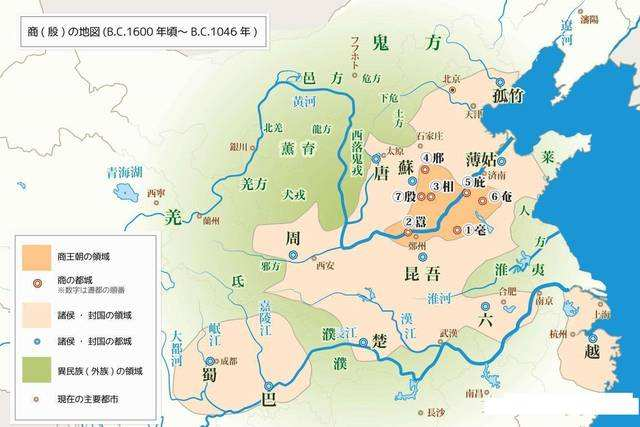 商(殷)の地図(B.C.1600年頃～B.C.1046年)
鬼方
フフホト
瀋陽
遼河
邑方
危方
北京
孤竹
黄河
下危
天津
土方
北羌
龍方
西落鬼戎
石家荘
④邢
薄姑
萊
銀川
薫育
太原
唐
蘇
③相
⑤庇
済南
青海湖
羌方
犬戎
⑦殷
⑥奄
西寧
羌
蘭州
②囂
①亳
人方
周
鄭州
邪方
西安
昆吾
淮夷
氐
淮河
合肥
南京
嘉陵江
漢江
六
上海
大都河
岷江
濮
長江
楚
武漢
杭州
越
成都
蜀
濮
巴
南昌
長沙
商王朝の領域
商の都城
※数字は遷都の順番
諸侯・封国の領域
諸侯・封国の都城
異民族(外族)の領域
現在の主要都市